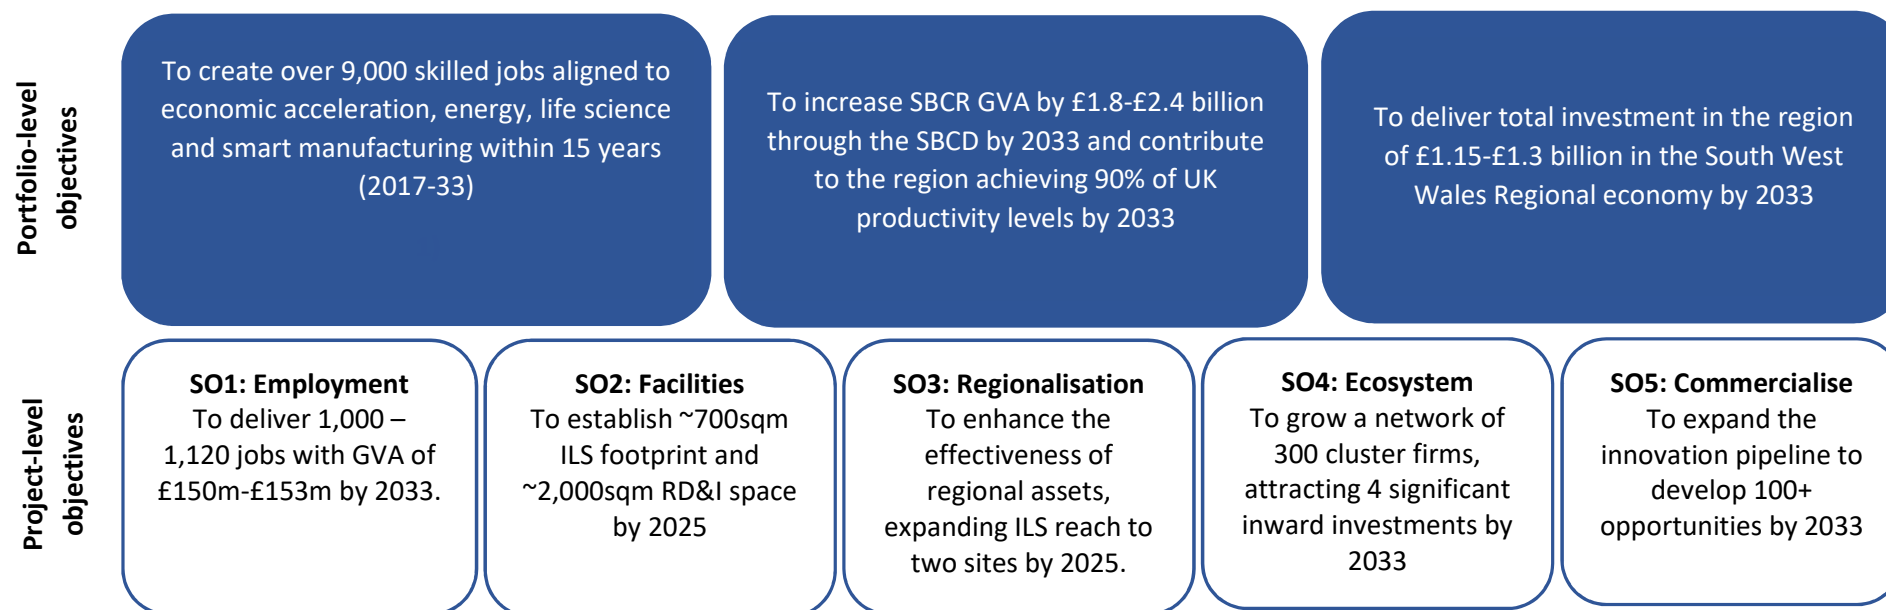 Portfolio-level
objectives
To create over 9,000 skilled jobs aligned to
economic acceleration, energy, life science
and smart manufacturing within 15 years
(2017-33)
To increase SBCR GVA by £1.8-£2.4 billion
through the SBCD by 2033 and contribute
to the region achieving 90% of UK
productivity levels by 2033
To deliver total investment in the region
of £1.15-£1.3 billion in the South West
Wales Regional economy by 2033
Project-level
objectives
SO1: Employment
To deliver 1,000 –
1,120 jobs with GVA of
£150m-£153m by 2033.
SO2: Facilities
To establish ~700sqm
ILS footprint and
~2,000sqm RD&I space
by 2025
SO3: Regionalisation
To enhance the
effectiveness of
regional assets,
expanding ILS reach to
two sites by 2025.
SO4: Ecosystem
To grow a network of
300 cluster firms,
attracting 4 significant
inward investments by
2033
SO5: Commercialise
To expand the
innovation pipeline to
develop 100+
opportunities by 2033